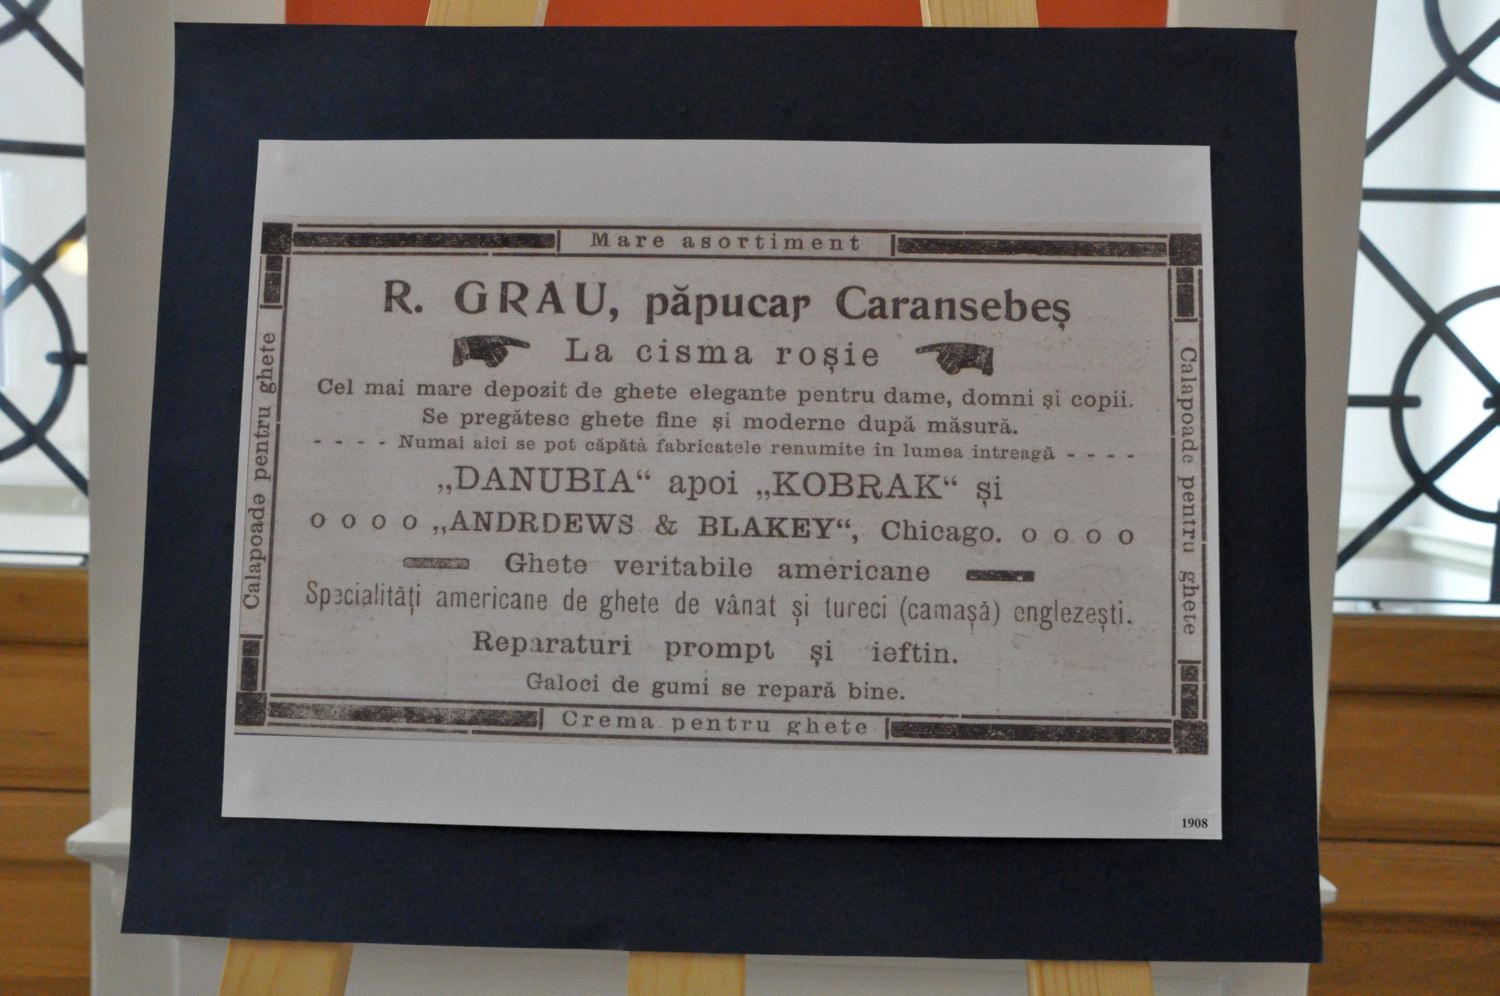 Mare asortiment
R. GRAU, păpucar Caransebeș
La cisma roșie
Cel mai mare depozit de ghete elegante pentru dame, domni și copii.
Se pregătesc ghete fine și moderne după măsură.
- - - - Numai aici se pot căpăta fabricatele renumite in lumea intreagă - - - -
„DANUBIA“ apoi „KOBRAK“ și
o o o o „ANDRDEWS & BLAKEY“, Chicago. o o o o
Ghete veritabile americane
Specialități americane de ghete de vânat și tureci (camașă) englezești.
Reparaturi prompt și ieftin.
Galoci de gumi se repară bine.
Crema pentru ghete
Calapoade pentru ghete
Calapoade pentru ghete
1908